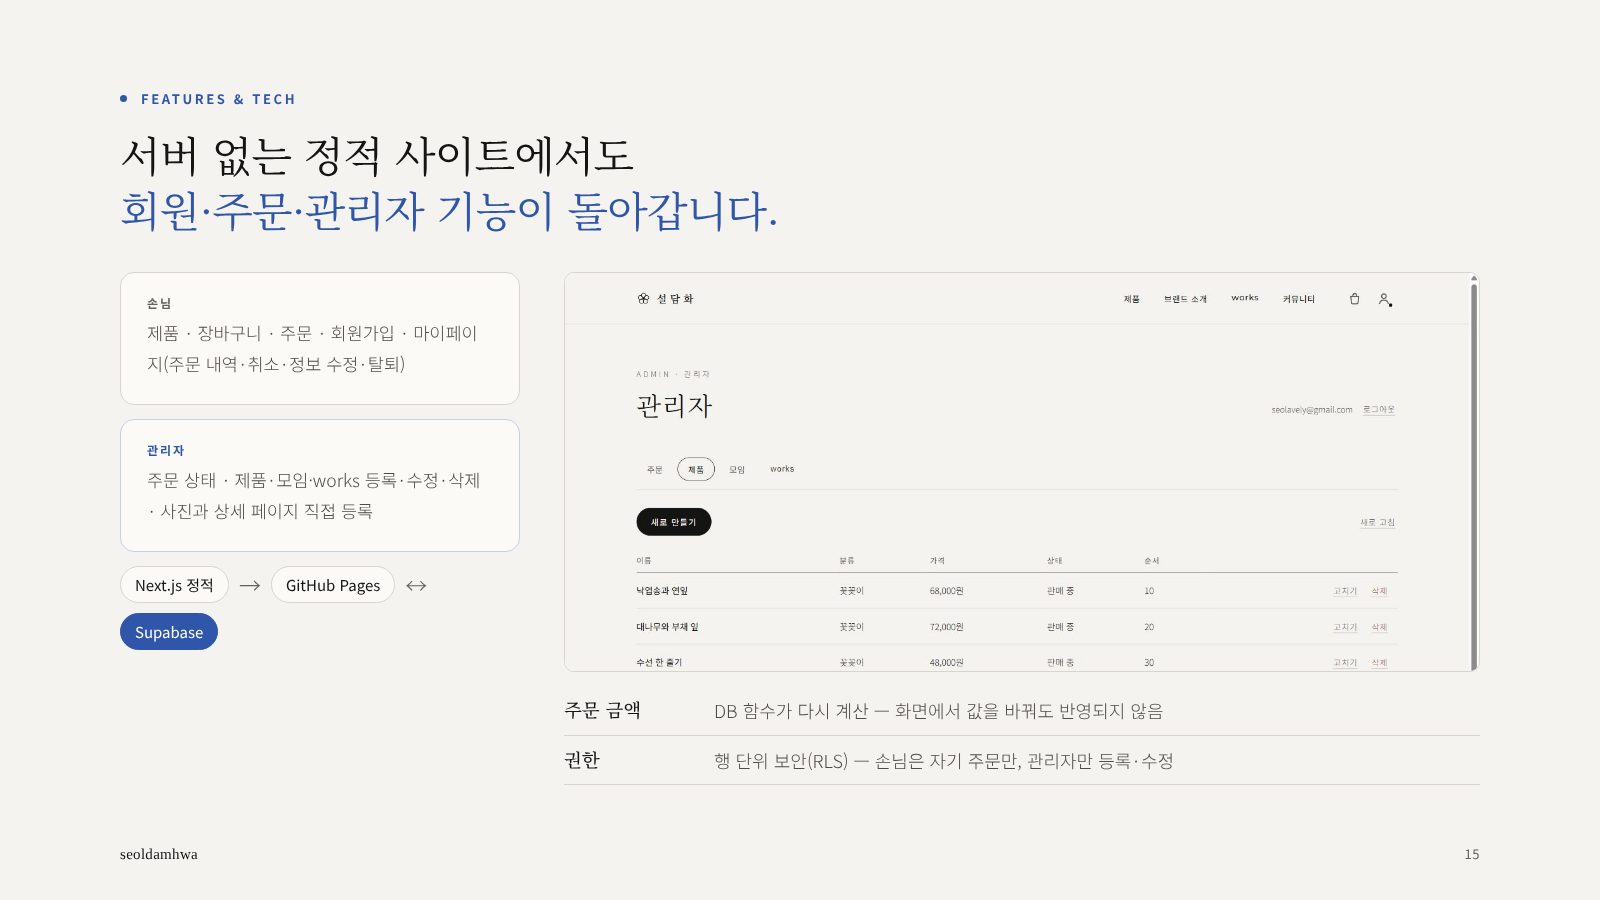 FEATURES & TECH
서버 없는 정적 사이트에서도
회원·주문·관리자 기능이 돌아갑니다.
손님
제품 · 장바구니 · 주문 · 회원가입 · 마이페이
지(주문 내역·취소·정보 수정·탈퇴)
관리자
주문 상태 · 제품·모임·works 등록·수정·삭제
· 사진과 상세 페이지 직접 등록
Next.js 정적 → GitHub Pages ↔
Supabase
설담화 제품 브랜드 소개 works 커뮤니티
ADMIN · 관리자
관리자
seolavely@gmail.com 로그아웃
주문 제품 모임 works
새로 만들기 새로 고침
이름 분류 가격 상태 순서
낙엽송과 연잎 꽃꽂이 68,000원 판매 중 10 고치기 삭제
대나무와 부채 잎 꽃꽂이 72,000원 판매 중 20 고치기 삭제
수선 한 줄기 꽃꽂이 48,000원 판매 중 30 고치기 삭제
주문 금액 DB 함수가 다시 계산 — 화면에서 값을 바꿔도 반영되지 않음
권한 행 단위 보안(RLS) — 손님은 자기 주문만, 관리자만 등록·수정
seoldamhwa 15